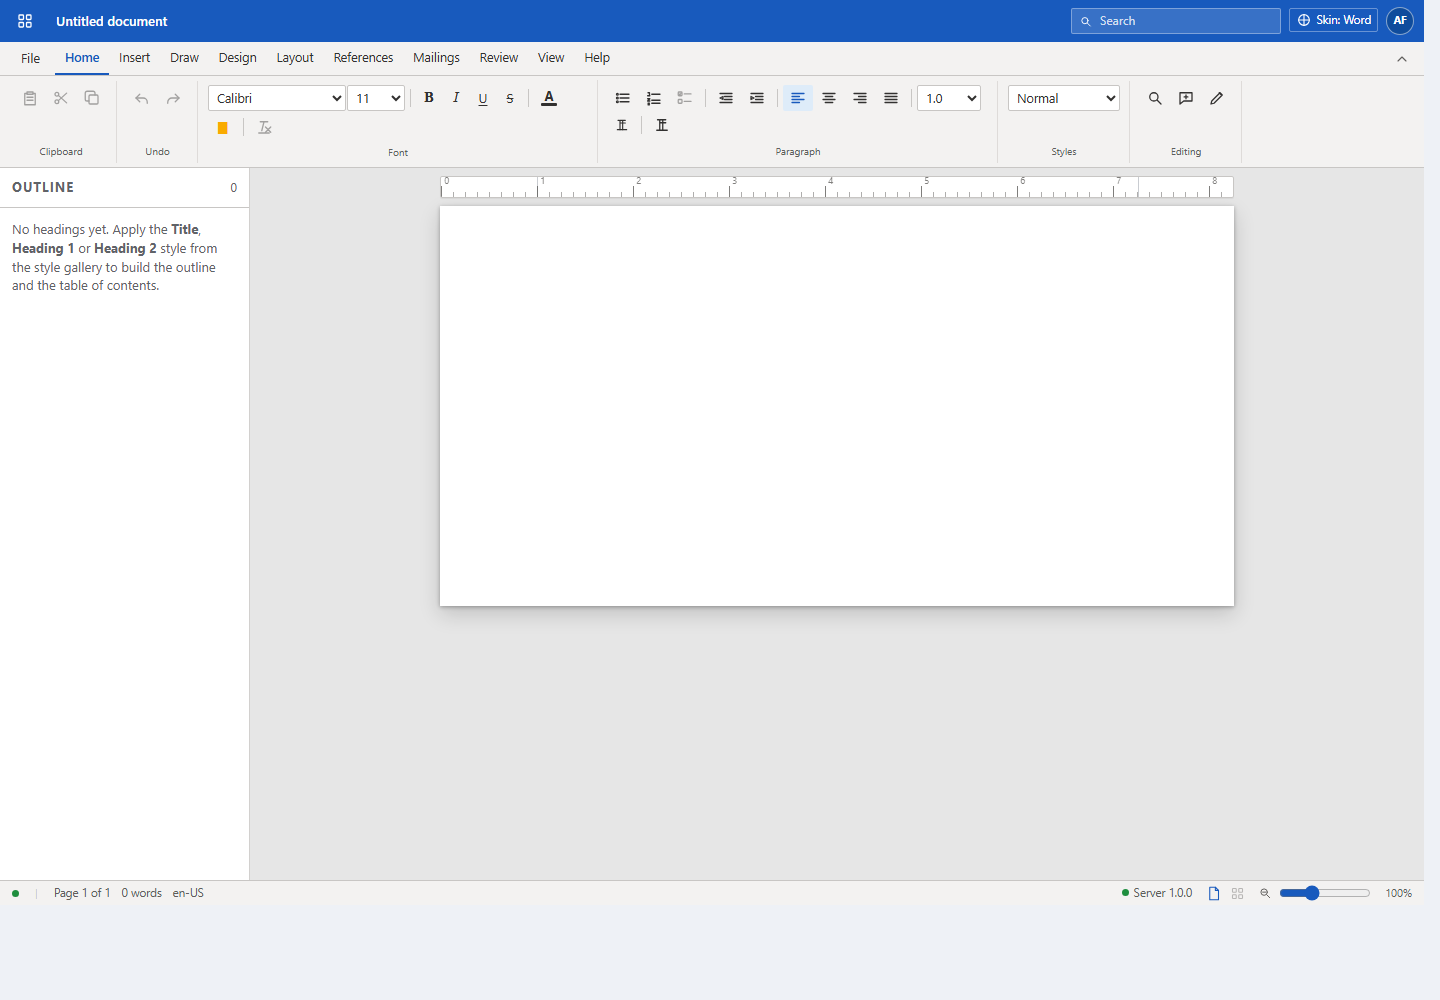 Untitled document
Search
Skin: Word
AF
File
Home
Insert
Draw
Design
Layout
References
Mailings
Review
View
Help
Calibri
11
B
I
U
S
A
1.0
Normal
Clipboard
Undo
Font
Paragraph
Styles
Editing
OUTLINE
0
No headings yet. Apply the Title,
Heading 1 or Heading 2 style from
the style gallery to build the outline
and the table of contents.
0 1 2 3 4 5 6 7 8
Page 1 of 1
0 words
en-US
Server 1.0.0
100%